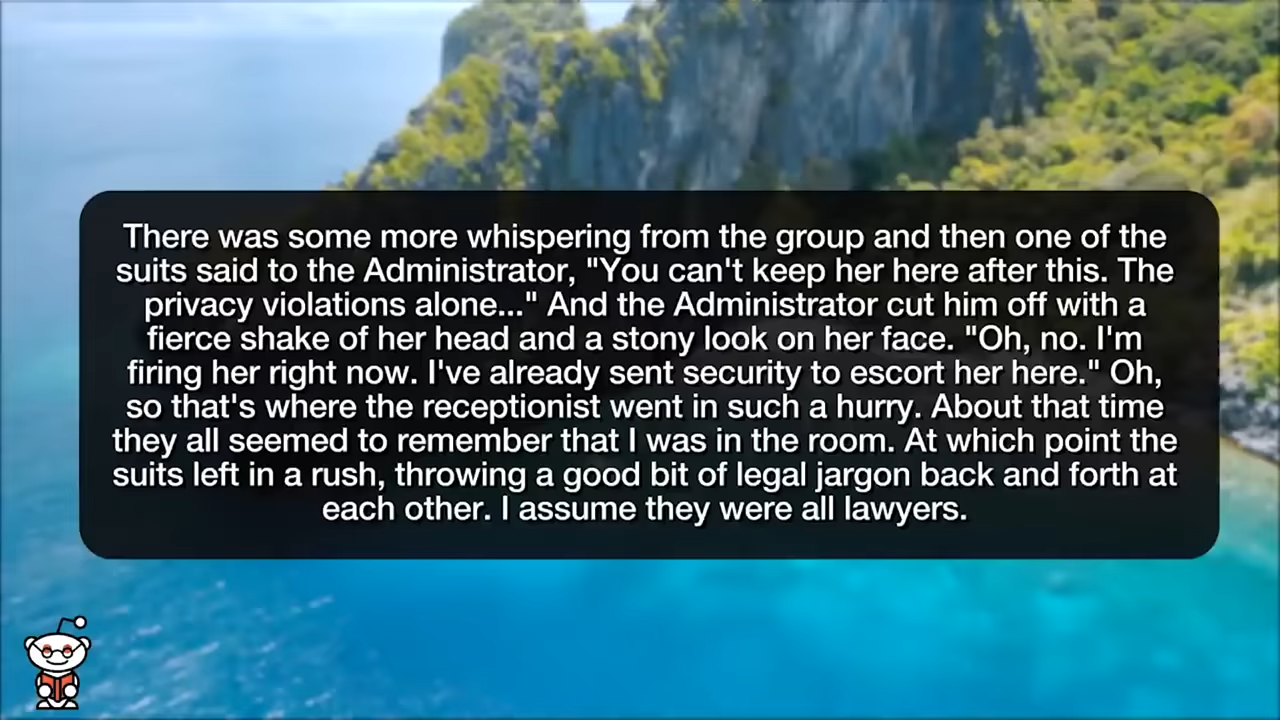 There was some more whispering from the group and then one of the
suits said to the Administrator, "You can't keep her here after this. The
privacy violations alone..." And the Administrator cut him off with a
fierce shake of her head and a stony look on her face. "Oh, no. I'm
firing her right now. I've already sent security to escort her here." Oh,
so that's where the receptionist went in such a hurry. About that time
they all seemed to remember that I was in the room. At which point the
suits left in a rush, throwing a good bit of legal jargon back and forth at
each other. I assume they were all lawyers.